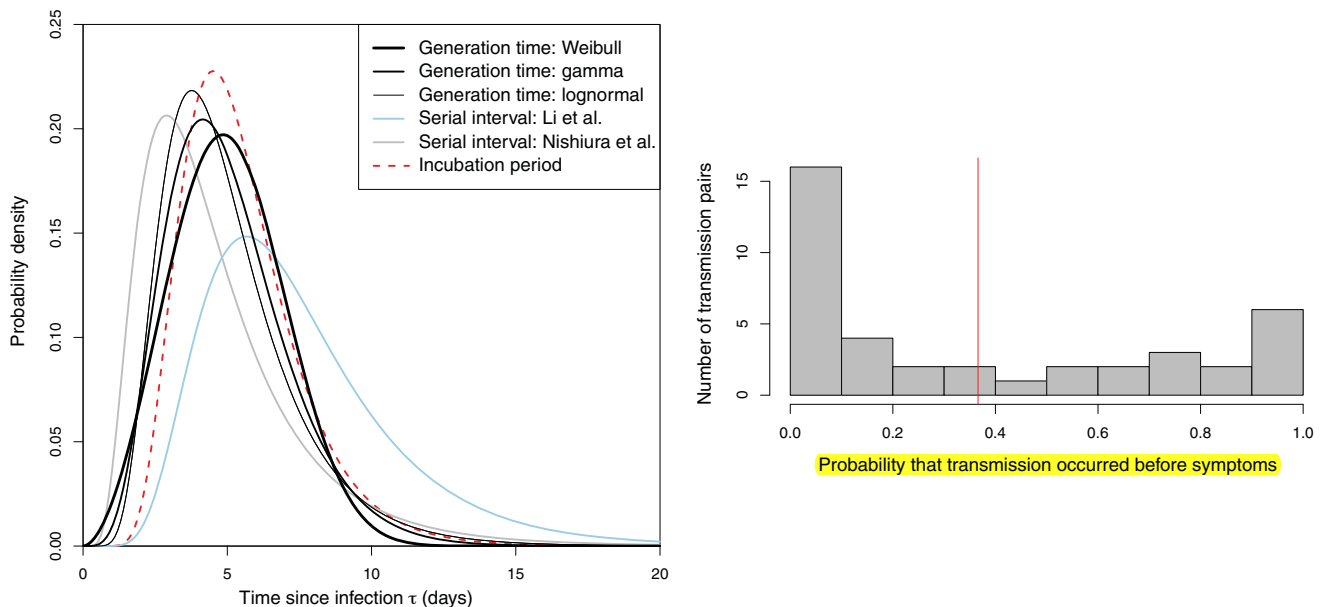 0.25
0.20
0.15
0.10
0.05
0.00
Probability density
Generation time: Weibull
Generation time: gamma
Generation time: lognormal
Serial interval: Li et al.
Serial interval: Nishiura et al.
Incubation period
0 5 10 15 20
Time since infection τ (days)
15
10
5
0
Number of transmission pairs
0.0 0.2 0.4 0.6 0.8 1.0
Probability that transmission occurred before symptoms